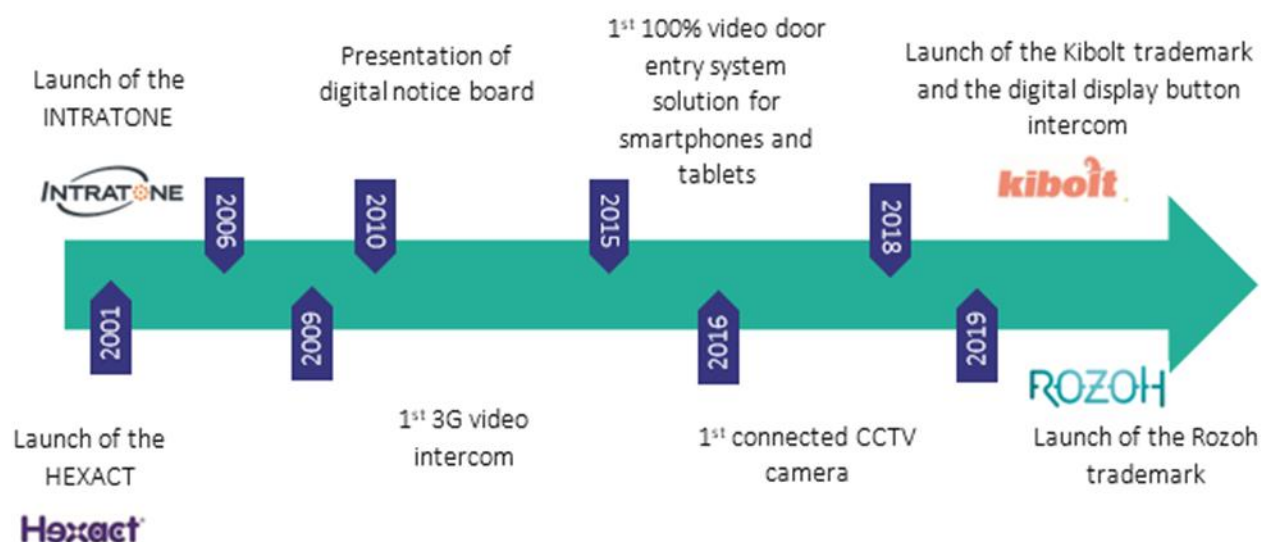 Launch of the
INTRATONE
INTRATONE
2006
Presentation of
digital notice board
2010
1st 100% video door
entry system
solution for
smartphones and
tablets
2015
2018
Launch of the Kibolt trademark
and the digital display button
intercom
kibolt
2001
Launch of the
HEXACT
Hexact
2009
1st 3G video
intercom
2016
1st connected CCTV
camera
2019
ROZOH
Launch of the Rozoh
trademark